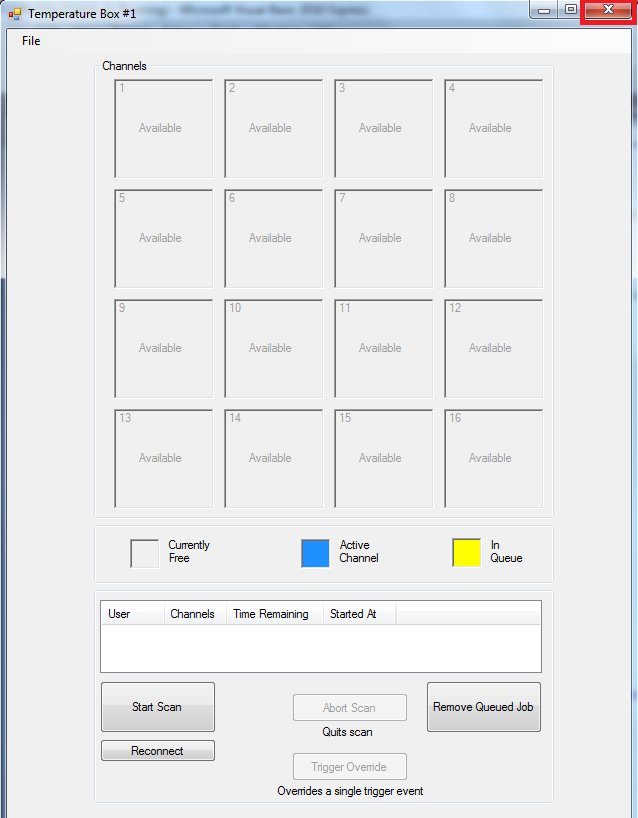 Temperature Box #1
File
Channels
1 2 3 4
Available Available Available Available
5 6 7 8
Available Available Available Available
9 10 11 12
Available Available Available Available
13 14 15 16
Available Available Available Available
Currently Free
Active Channel
In Queue
User Channels Time Remaining Started At
Start Scan
Abort Scan
Remove Queued Job
Quits scan
Reconnect
Trigger Override
Overrides a single trigger event